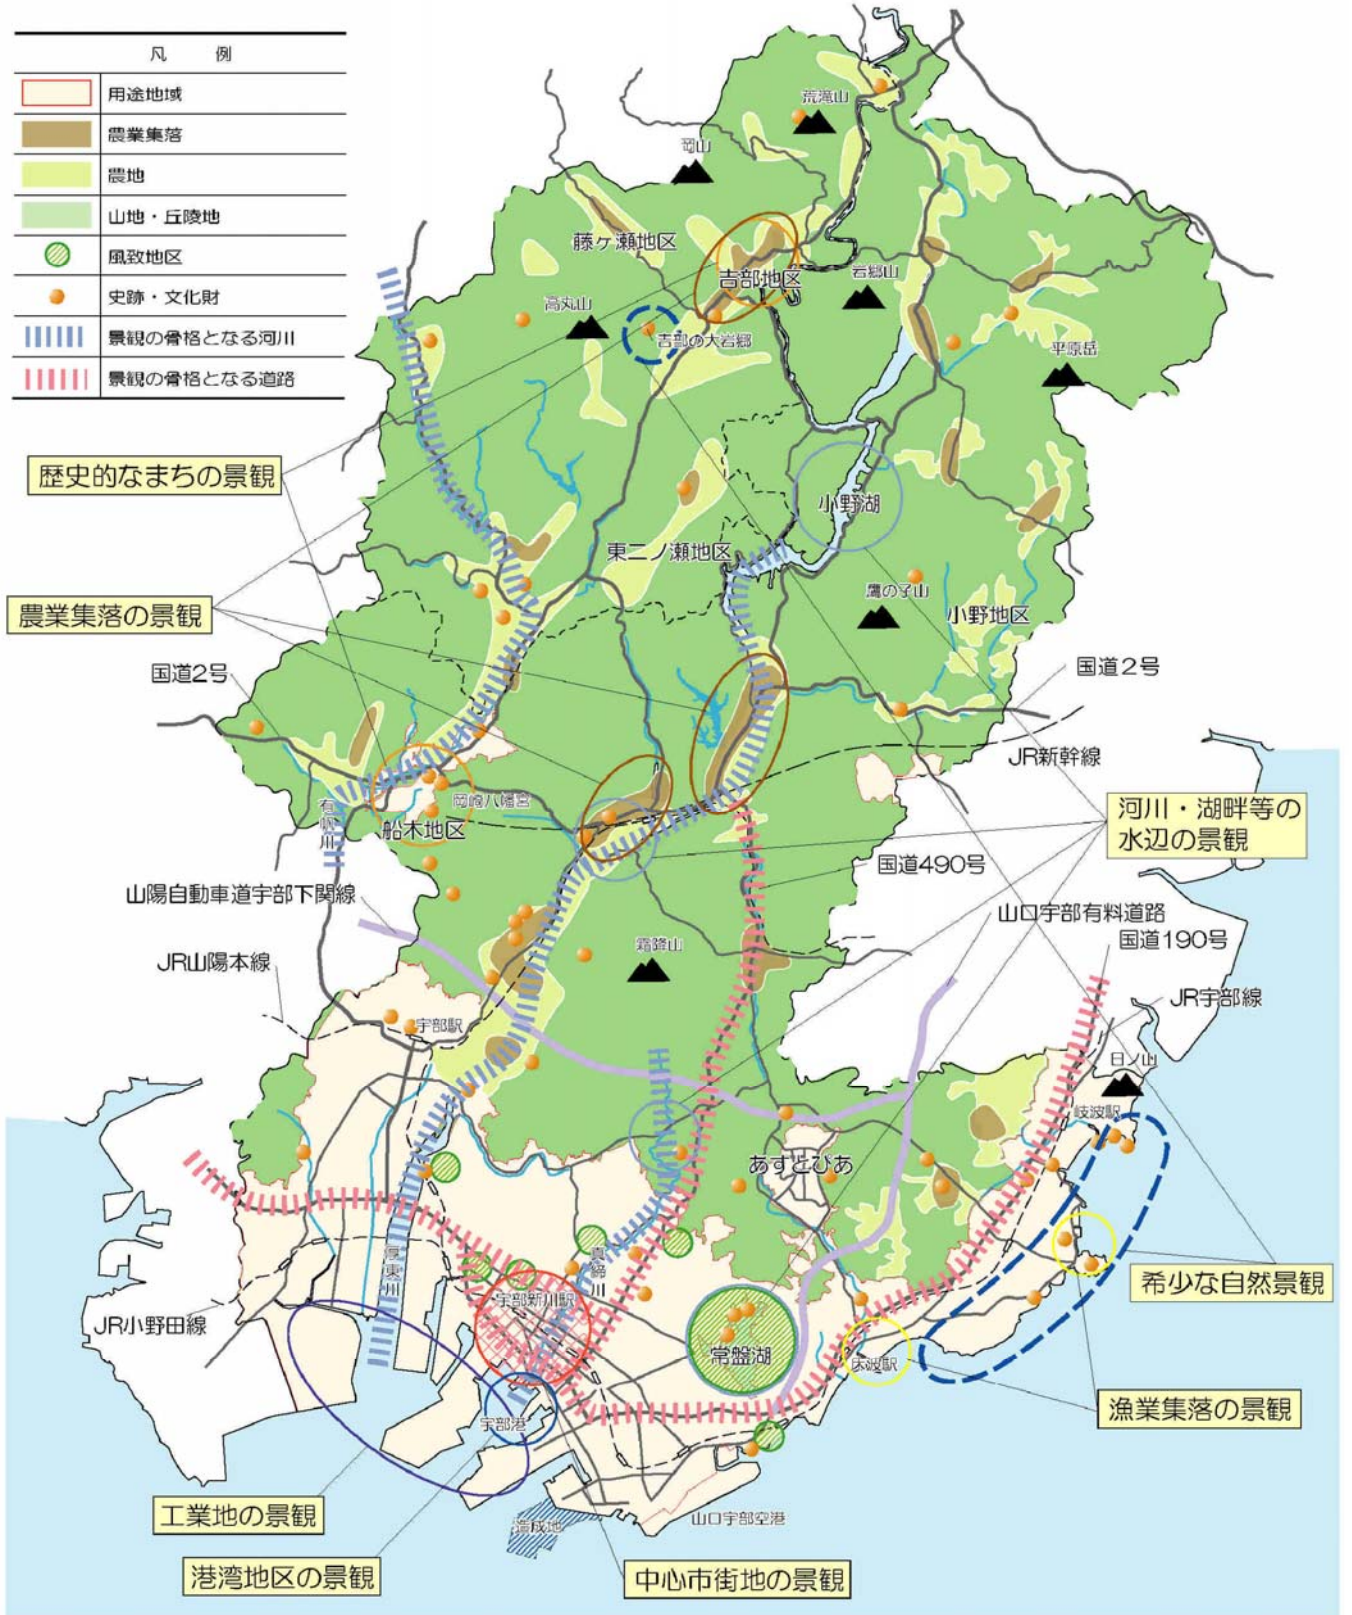 凡 例
用途地域
農業集落
農地
山地・丘陵地
風致地区
史跡・文化財
景観の骨格となる河川
景観の骨格となる道路
荒滝山
岡山
藤ヶ瀬地区
吉部地区
岩郷山
高丸山
吉部の大岩郷
平原岳
歴史的なまちの景観
小野湖
東二ノ瀬地区
鷹の子山
小野地区
農業集落の景観
国道2号
国道2号
JR新幹線
有帆川
岡崎八幡宮
船木地区
河川・湖畔等の
水辺の景観
国道490号
山陽自動車道宇部下関線
山口宇部有料道路
国道190号
霜降山
JR山陽本線
JR宇部線
宇部駅
日ノ山
岐波駅
あすとぴあ
厚東川
真締川
希少な自然景観
宇部新川駅
JR小野田線
常盤湖
床波駅
漁業集落の景観
宇部港
工業地の景観
造成地
山口宇部空港
港湾地区の景観
中心市街地の景観